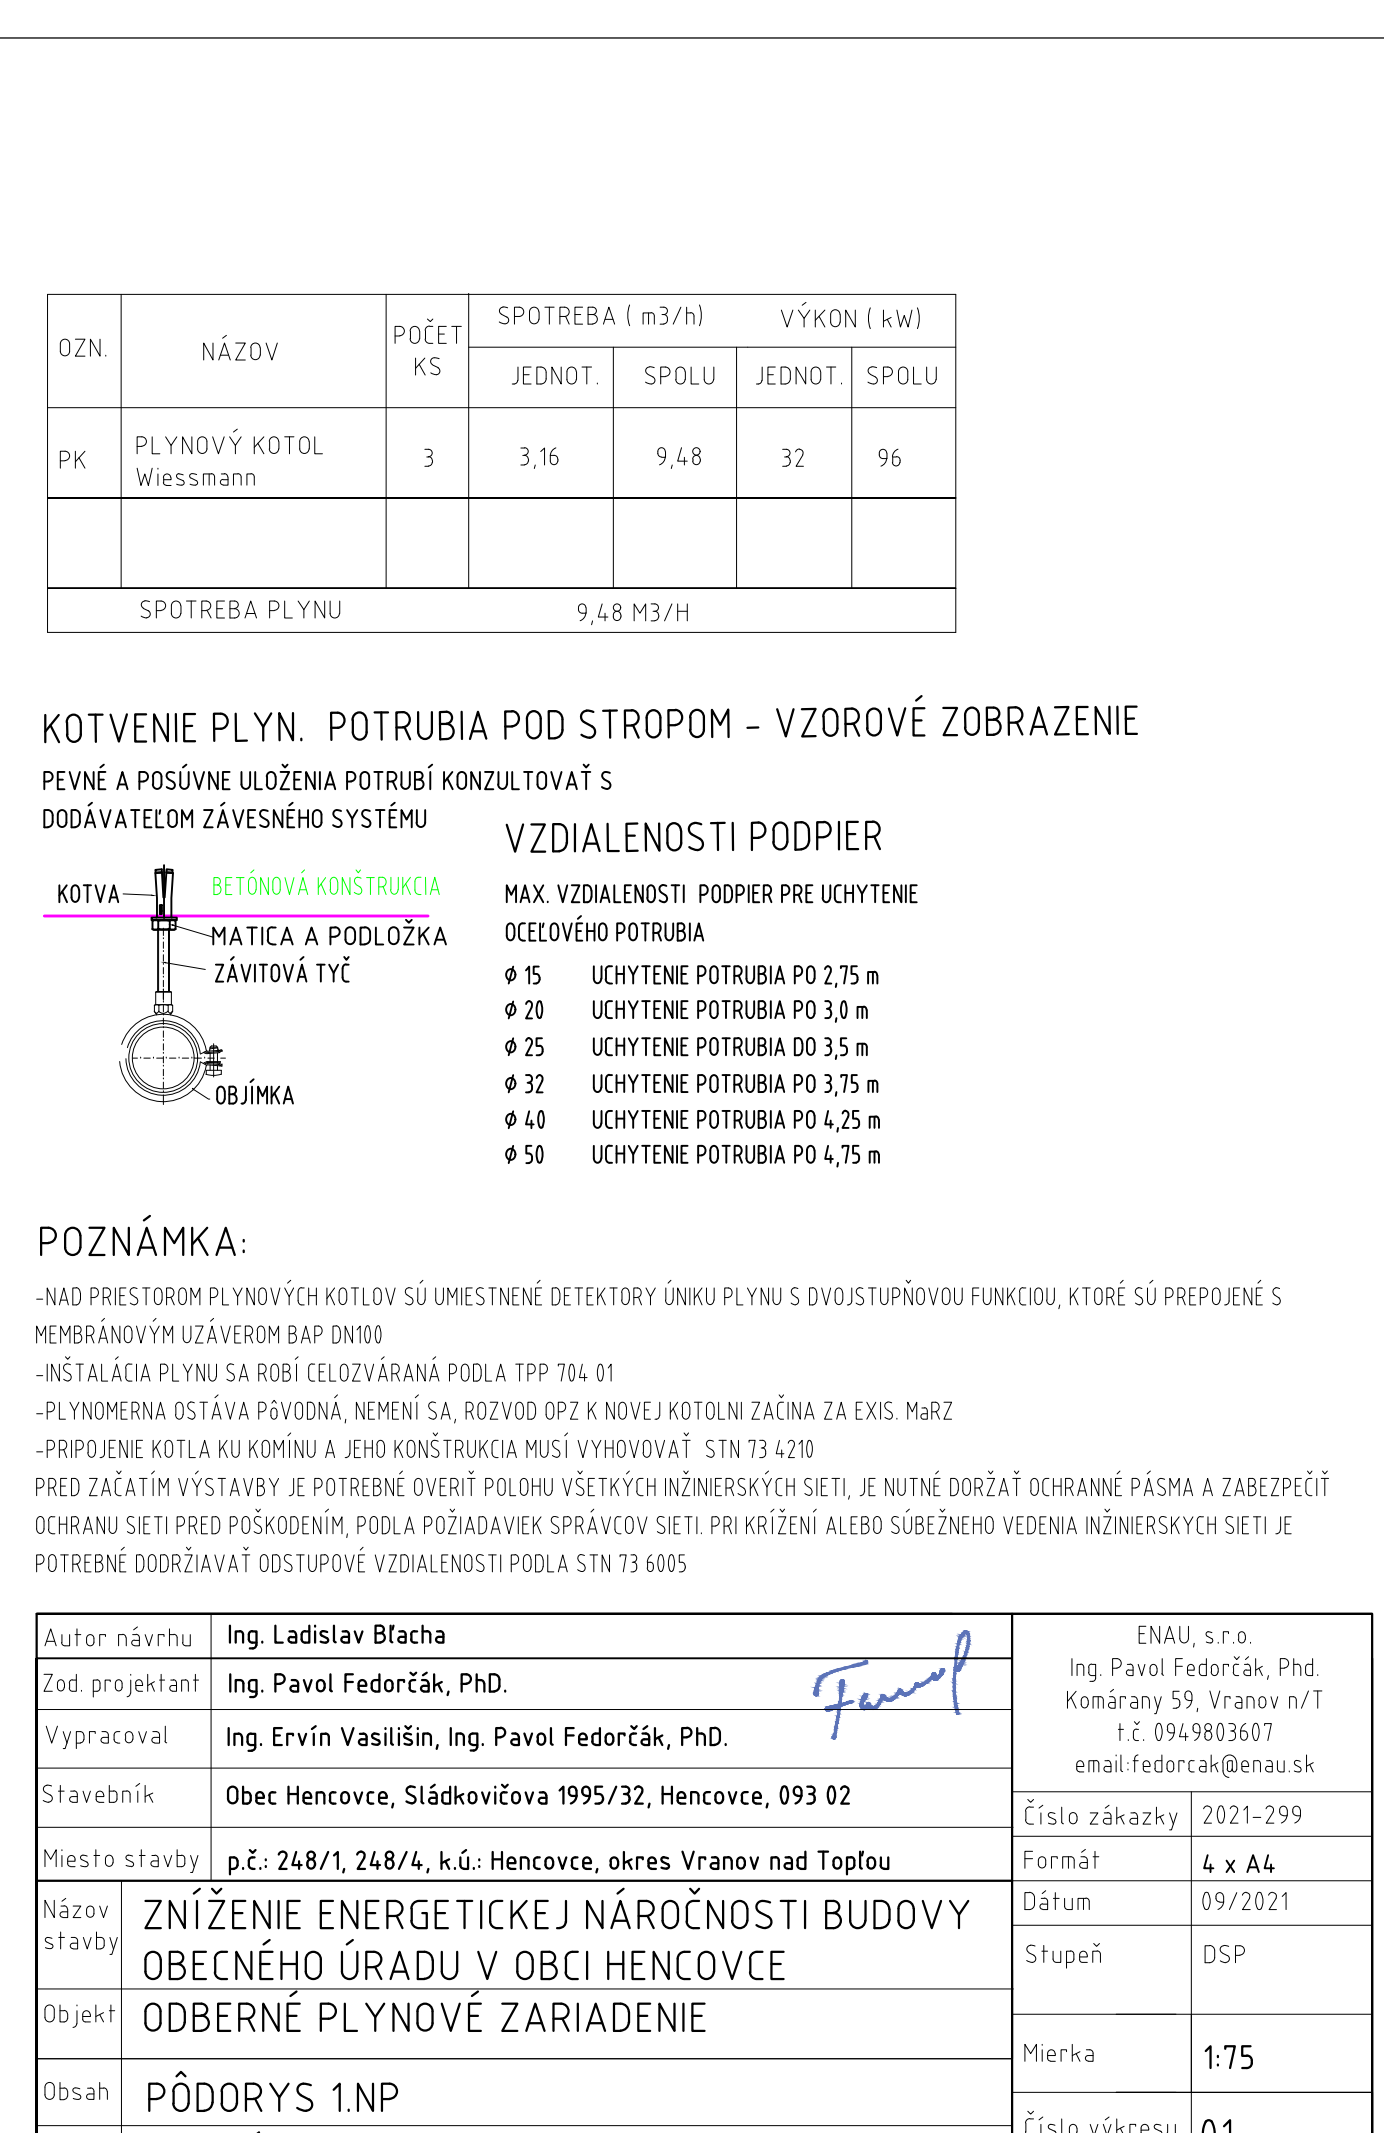 OZN.
NÁZOV
POČET
KS
SPOTREBA ( m3/h)
VÝKON ( kW)
JEDNOT.
SPOLU
JEDNOT.
SPOLU
PK
PLYNOVÝ KOTOL
Wiessmann
3
3,16
9,48
32
96
SPOTREBA PLYNU
9,48 M3/H
KOTVENIE PLYN. POTRUBIA POD STROPOM - VZOROVÉ ZOBRAZENIE
PEVNÉ A POSÚVNE ULOŽENIA POTRUBÍ KONZULTOVAŤ S
DODÁVATEĽOM ZÁVESNÉHO SYSTÉMU
KOTVA
BETÓNOVÁ KONŠTRUKCIA
MATICA A PODLOŽKA
ZÁVITOVÁ TYČ
OBJÍMKA
VZDIALENOSTI PODPIER
MAX. VZDIALENOSTI PODPIER PRE UCHYTENIE
OCEĽOVÉHO POTRUBIA
ϕ 15 UCHYTENIE POTRUBIA PO 2,75 m
ϕ 20 UCHYTENIE POTRUBIA PO 3,0 m
ϕ 25 UCHYTENIE POTRUBIA DO 3,5 m
ϕ 32 UCHYTENIE POTRUBIA PO 3,75 m
ϕ 40 UCHYTENIE POTRUBIA PO 4,25 m
ϕ 50 UCHYTENIE POTRUBIA PO 4,75 m
POZNÁMKA:
-NAD PRIESTOROM PLYNOVÝCH KOTLOV SÚ UMIESTNENÉ DETEKTORY ÚNIKU PLYNU S DVOJSTUPŇOVOU FUNKCIOU, KTORÉ SÚ PREPOJENÉ S
MEMBRÁNOVÝM UZÁVEROM BAP DN100
-INŠTALÁCIA PLYNU SA ROBÍ CELOZVÁRANÁ PODLA TPP 704 01
-PLYNOMERNA OSTÁVA PôVODNÁ, NEMENÍ SA, ROZVOD OPZ K NOVEJ KOTOLNI ZAČINA ZA EXIS. MaRZ
-PRIPOJENIE KOTLA KU KOMÍNU A JEHO KONŠTRUKCIA MUSÍ VYHOVOVAŤ STN 73 4210
PRED ZAČATÍM VÝSTAVBY JE POTREBNÉ OVERIŤ POLOHU VŠETKÝCH INŽINIERSKÝCH SIETI, JE NUTNÉ DORŽAŤ OCHRANNÉ PÁSMA A ZABEZPEČIŤ
OCHRANU SIETI PRED POŠKODENÍM, PODLA POŽIADAVIEK SPRÁVCOV SIETI. PRI KRÍŽENÍ ALEBO SÚBEŽNEHO VEDENIA INŽINIERSKYCH SIETI JE
POTREBNÉ DODRŽIAVAŤ ODSTUPOVÉ VZDIALENOSTI PODLA STN 73 6005
Autor návrhu Ing. Ladislav Bľacha
Zod. projektant Ing. Pavol Fedorčák, PhD.
Vypracoval Ing. Ervín Vasilišin, Ing. Pavol Fedorčák, PhD.
Stavebník Obec Hencovce, Sládkovičova 1995/32, Hencovce, 093 02
Miesto stavby p.č.: 248/1, 248/4, k.ú.: Hencovce, okres Vranov nad Topľou
Názov
stavby
ZNÍŽENIE ENERGETICKEJ NÁROČNOSTI BUDOVY
OBECNÉHO ÚRADU V OBCI HENCOVCE
Objekt ODBERNÉ PLYNOVÉ ZARIADENIE
Obsah PÔDORYS 1.NP
ENAU, s.r.o.
Ing. Pavol Fedorčák, Phd.
Komárany 59, Vranov n/T
t.č. 0949803607
email:fedorcak@enau.sk
Číslo zákazky 2021-299
Formát 4 x A4
Dátum 09/2021
Stupeň DSP
Mierka 1:75
Číslo výkresu 01